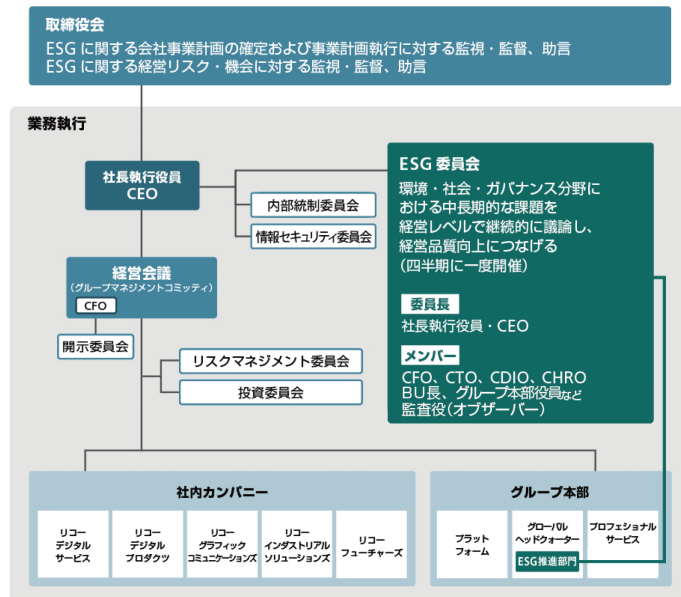 取締役会
ESG に関する会社事業計画の確定および事業計画執行に対する監視・監督、助言
ESG に関する経営リスク・機会に対する監視・監督、助言
業務執行
社長執行役員
CEO
内部統制委員会
情報セキュリティ委員会
経営会議
(グループマネジメントコミッティ)
CFO
開示委員会
リスクマネジメント委員会
投資委員会
ESG 委員会
環境・社会・ガバナンス分野に
おける中長期的な課題を
経営レベルで継続的に議論し、
経営品質向上につなげる
(四半期に一度開催)
委員長
社長執行役員・CEO
メンバー
CFO、CTO、CDIO、CHRO
BU長、グループ本部役員など
監査役(オブザーバー)
社内カンパニー
リコー
デジタル
サービス
リコー
デジタル
プロダクツ
リコー
グラフィック
コミュニケーションズ
リコー
インダストリアル
ソリューションズ
リコー
フューチャーズ
グループ本部
プラット
フォーム
グローバル
ヘッドクォーター
ESG推進部門
プロフェショナル
サービス